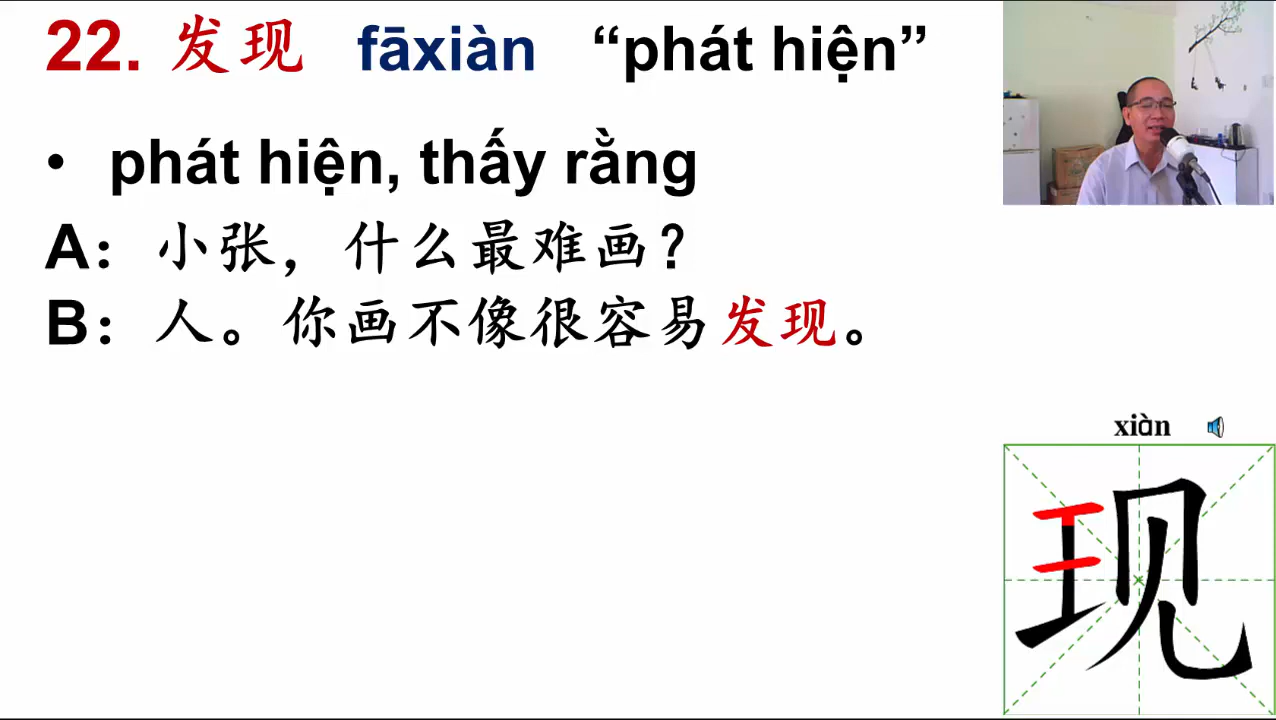 22. 发现 fāxiàn “phát hiện”
• phát hiện, thấy rằng
A：小张，什么最难画？
B：人。你画不像很容易发现。
xiàn
现